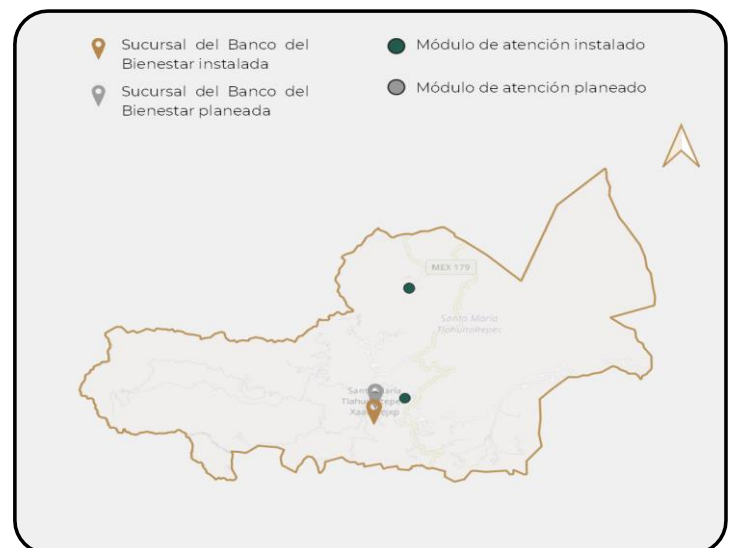 Sucursal del Banco del
Bienestar instalada
Sucursal del Banco del
Bienestar planeada
Módulo de atención instalado
Módulo de atención planeado
MEX 179
Santa María
Tlahuitoltepec